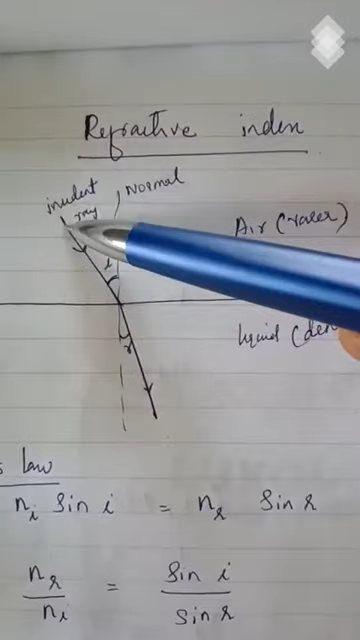 Refractive index
incident ray
Normal
Air (rarer)
i
liquid (den
r
s law
ni sin i = nr sin r
nr/ni = sin i/sin r